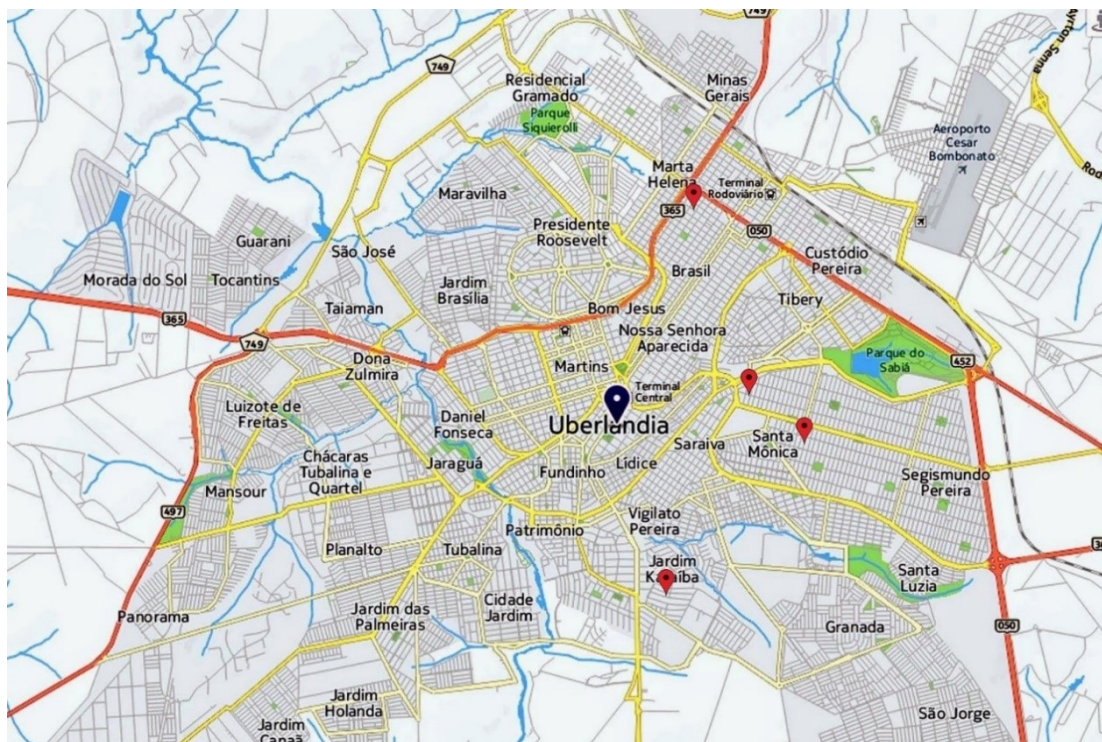 749
749
Residencial
Gramado
Parque
Siquierolli
Minas
Gerais
Ayrton Senna
Aeroporto
Cesar
Bombonato
Marta
Helena
Terminal
Rodoviário
Maravilha
365
050
Presidente
Roosevelt
Guarani
São José
Custódio
Pereira
Morada do Sol
Tocantins
Jardim
Brasília
Brasil
Tibery
Taiaman
Bom Jesus
365
749
Nossa Senhora
Aparecida
Dona
Zulmira
Martins
Parque do
Sabiá
452
Terminal
Central
Luizote de
Freitas
Daniel
Fonseca
Uberlândia
Saraiva
Santa
Mônica
Chácaras
Tubalina e
Quartel
Jaraguá
Fundinho
Lídice
Segismundo
Pereira
Mansour
497
Vigilato
Pereira
Patrimônio
Planalto
Tubalina
Jardim
Santa
Luzia
Panorama
Jardim das
Palmeiras
Cidade
Jardim
Granada
050
Jardim
Holanda
São Jorge
Jardim